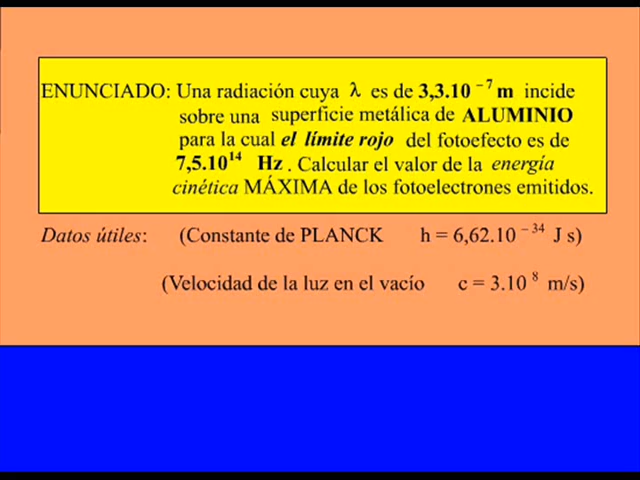 ENUNCIADO: Una radiación cuya λ es de 3,3.10 ⁻⁷ m incide
sobre una superficie metálica de ALUMINIO
para la cual el límite rojo del fotoefecto es de
7,5.10¹⁴ Hz . Calcular el valor de la energía
cinética MÁXIMA de los fotoelectrones emitidos.
Datos útiles: (Constante de PLANCK h = 6,62.10 ⁻³⁴ J s)
(Velocidad de la luz en el vacío c = 3.10 ⁸ m/s)